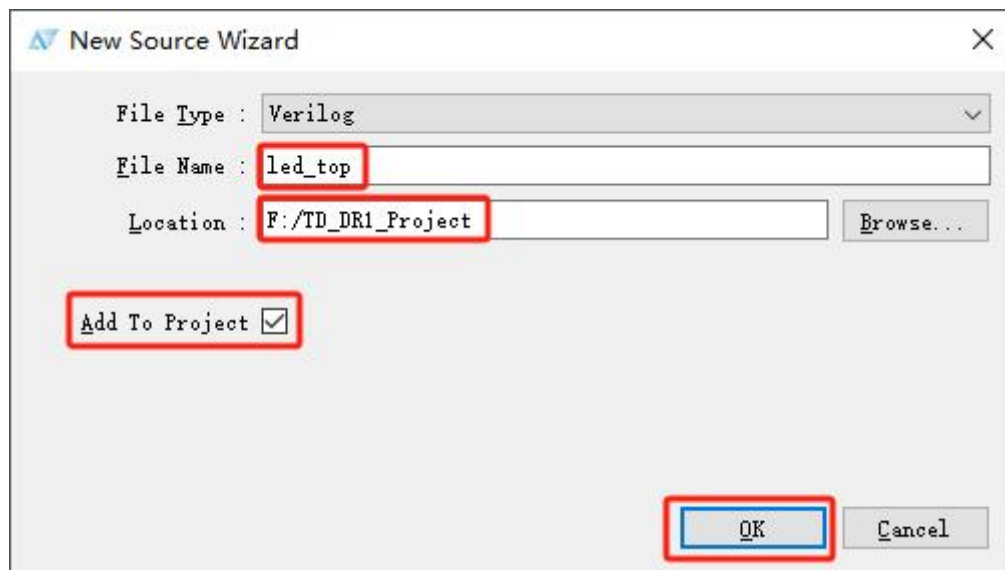 New Source Wizard
File Type : Verilog
File Name : led_top
Location : F:/TD_DR1_Project Browse...
Add To Project
OK Cancel